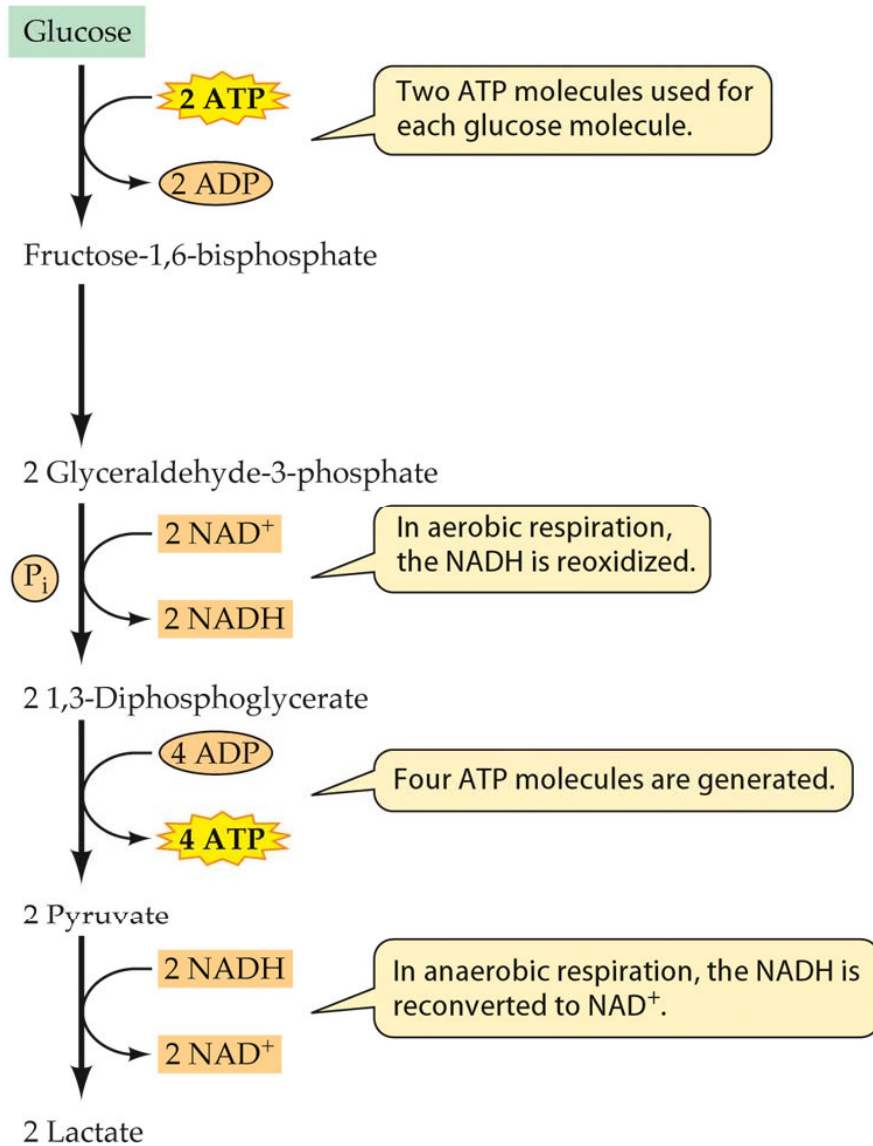 Glucose
2 ATP
Two ATP molecules used for
each glucose molecule.
2 ADP
Fructose-1,6-bisphosphate
2 Glyceraldehyde-3-phosphate
2 NAD⁺
In aerobic respiration,
the NADH is reoxidized.
Pᵢ
2 NADH
2 1,3-Diphosphoglycerate
4 ADP
Four ATP molecules are generated.
4 ATP
2 Pyruvate
2 NADH
In anaerobic respiration, the NADH is
reconverted to NAD⁺.
2 NAD⁺
2 Lactate